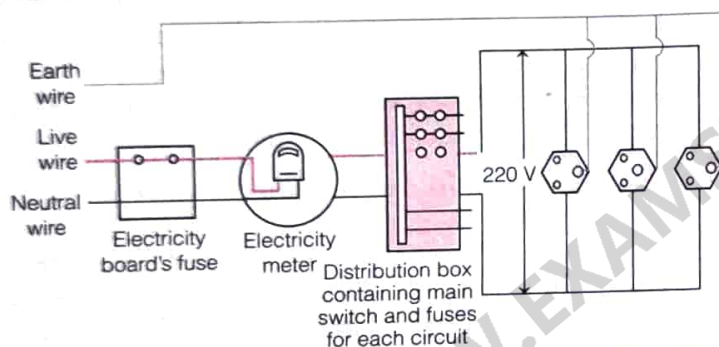 Earth
wire
Live
wire
Neutral
wire
Electricity
board's fuse
Electricity
meter
Distribution box
containing main
switch and fuses
for each circuit
220 V
W.EXAMS